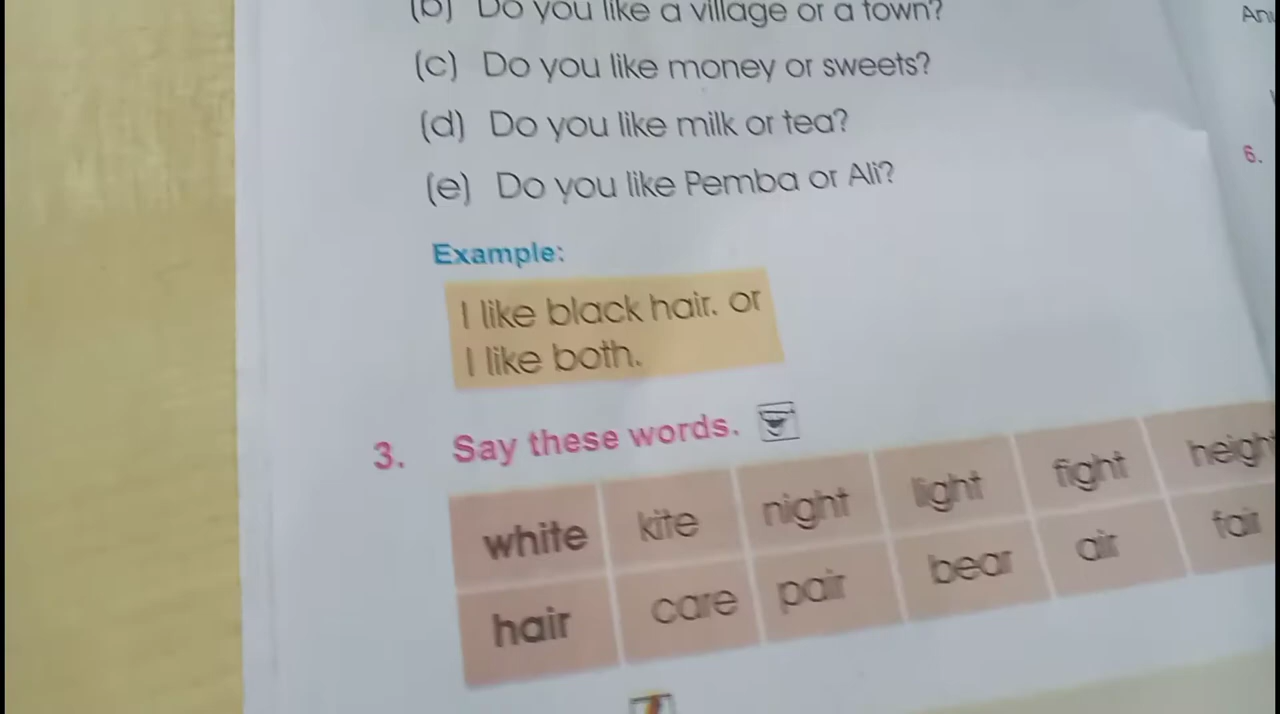 (b) Do you like a village or a town?
(c) Do you like money or sweets?
(d) Do you like milk or tea?
(e) Do you like Pemba or Ali?
Example:
I like black hair. or
I like both.
3. Say these words.
white kite night light fight heigh
hair care pair bear air fair
6.